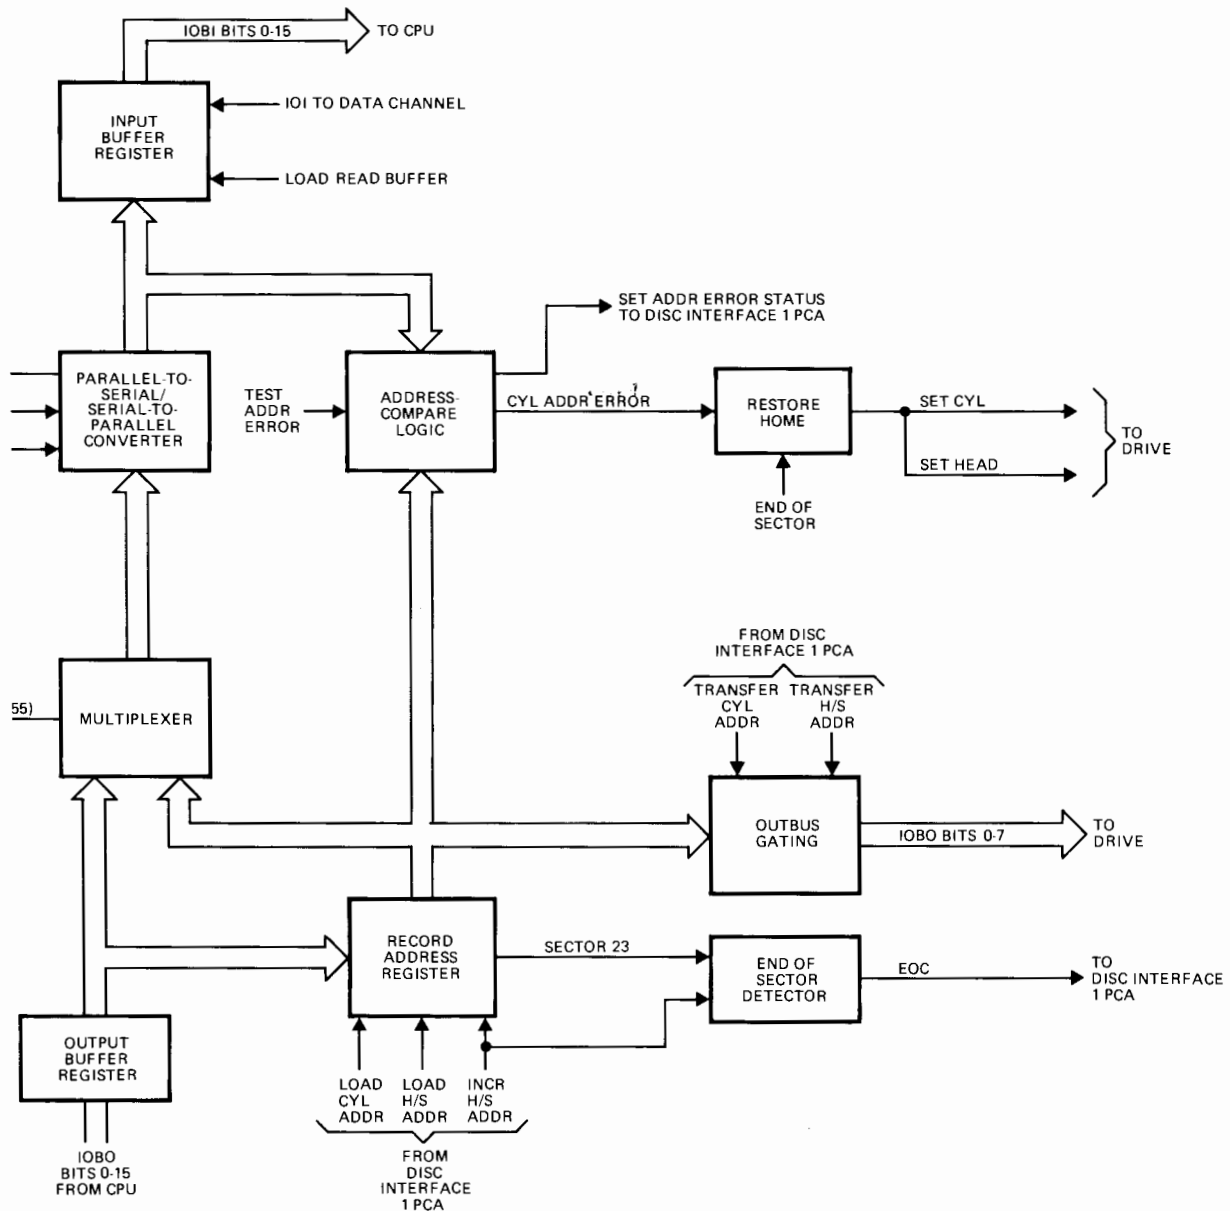 IOBI BITS 0-15
TO CPU
INPUT
BUFFER
REGISTER
IOI TO DATA CHANNEL
LOAD READ BUFFER
SET ADDR ERROR STATUS
TO DISC INTERFACE 1 PCA
PARALLEL-TO-
SERIAL/
SERIAL-TO-
PARALLEL
CONVERTER
TEST
ADDR
ERROR
ADDRESS-
COMPARE
LOGIC
CYL ADDR ERROR
RESTORE
HOME
SET CYL
SET HEAD
TO
DRIVE
END OF
SECTOR
FROM DISC
INTERFACE 1 PCA
TRANSFER
CYL
ADDR
TRANSFER
H/S
ADDR
55)
MULTIPLEXER
OUTBUS
GATING
IOBO BITS 0-7
TO
DRIVE
RECORD
ADDRESS
REGISTER
SECTOR 23
END OF
SECTOR
DETECTOR
EOC
TO
DISC INTERFACE
1 PCA
OUTPUT
BUFFER
REGISTER
LOAD
CYL
ADDR
LOAD
H/S
ADDR
INCR
H/S
ADDR
IOBO
BITS 0-15
FROM CPU
FROM
DISC
INTERFACE
1 PCA